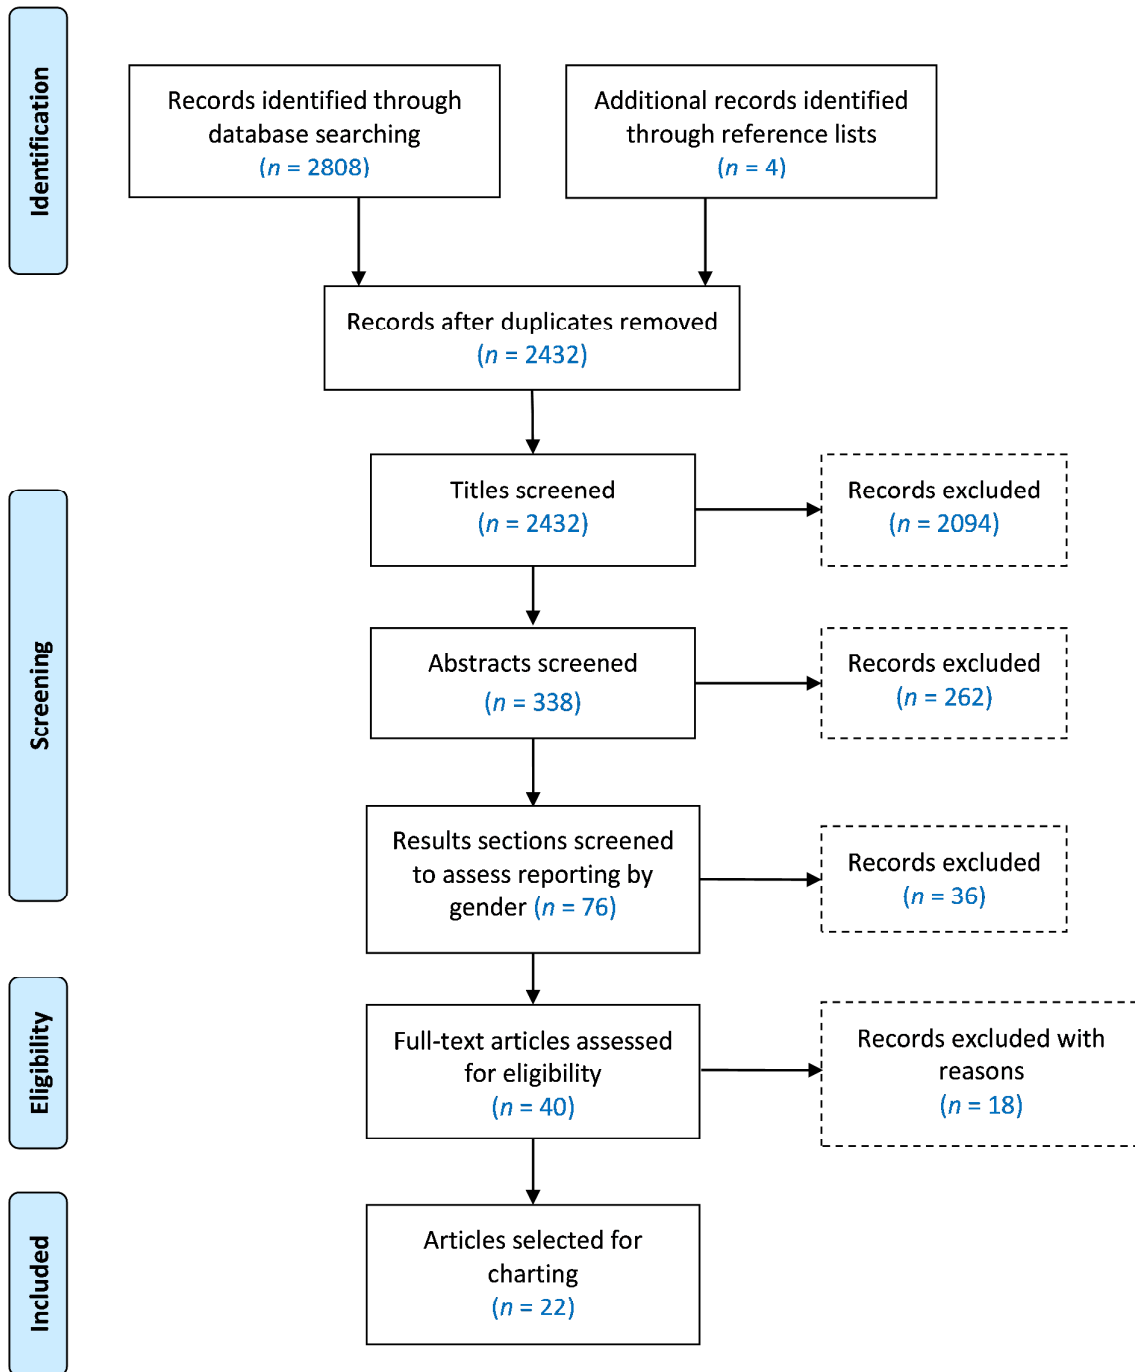 Identification
Records identified through
database searching
(n = 2808)
Additional records identified
through reference lists
(n = 4)
Records after duplicates removed
(n = 2432)
Screening
Titles screened
(n = 2432)
Records excluded
(n = 2094)
Abstracts screened
(n = 338)
Records excluded
(n = 262)
Results sections screened
to assess reporting by
gender (n = 76)
Records excluded
(n = 36)
Eligibility
Full-text articles assessed
for eligibility
(n = 40)
Records excluded with
reasons
(n = 18)
Included
Articles selected for
charting
(n = 22)